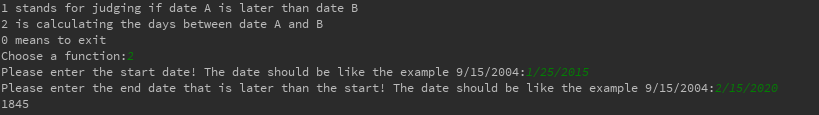 1 stands for judging if date A is later than date B
2 is calculating the days between date A and B
0 means to exit
Choose a function:2
Please enter the start date! The date should be like the example 9/15/2004:1/25/2015
Please enter the end date that is later than the start! The date should be like the example 9/15/2004:2/15/2020
1845